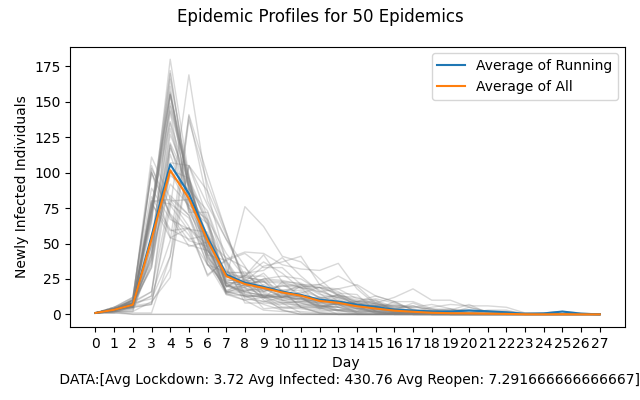 Epidemic Profiles for 50 Epidemics
Average of Running
Average of All
Newly Infected Individuals
175
150
125
100
75
50
25
0
0 1 2 3 4 5 6 7 8 9 10 11 12 13 14 15 16 17 18 19 20 21 22 23 24 25 26 27
Day
DATA:[Avg Lockdown: 3.72 Avg Infected: 430.76 Avg Reopen: 7.291666666666667]